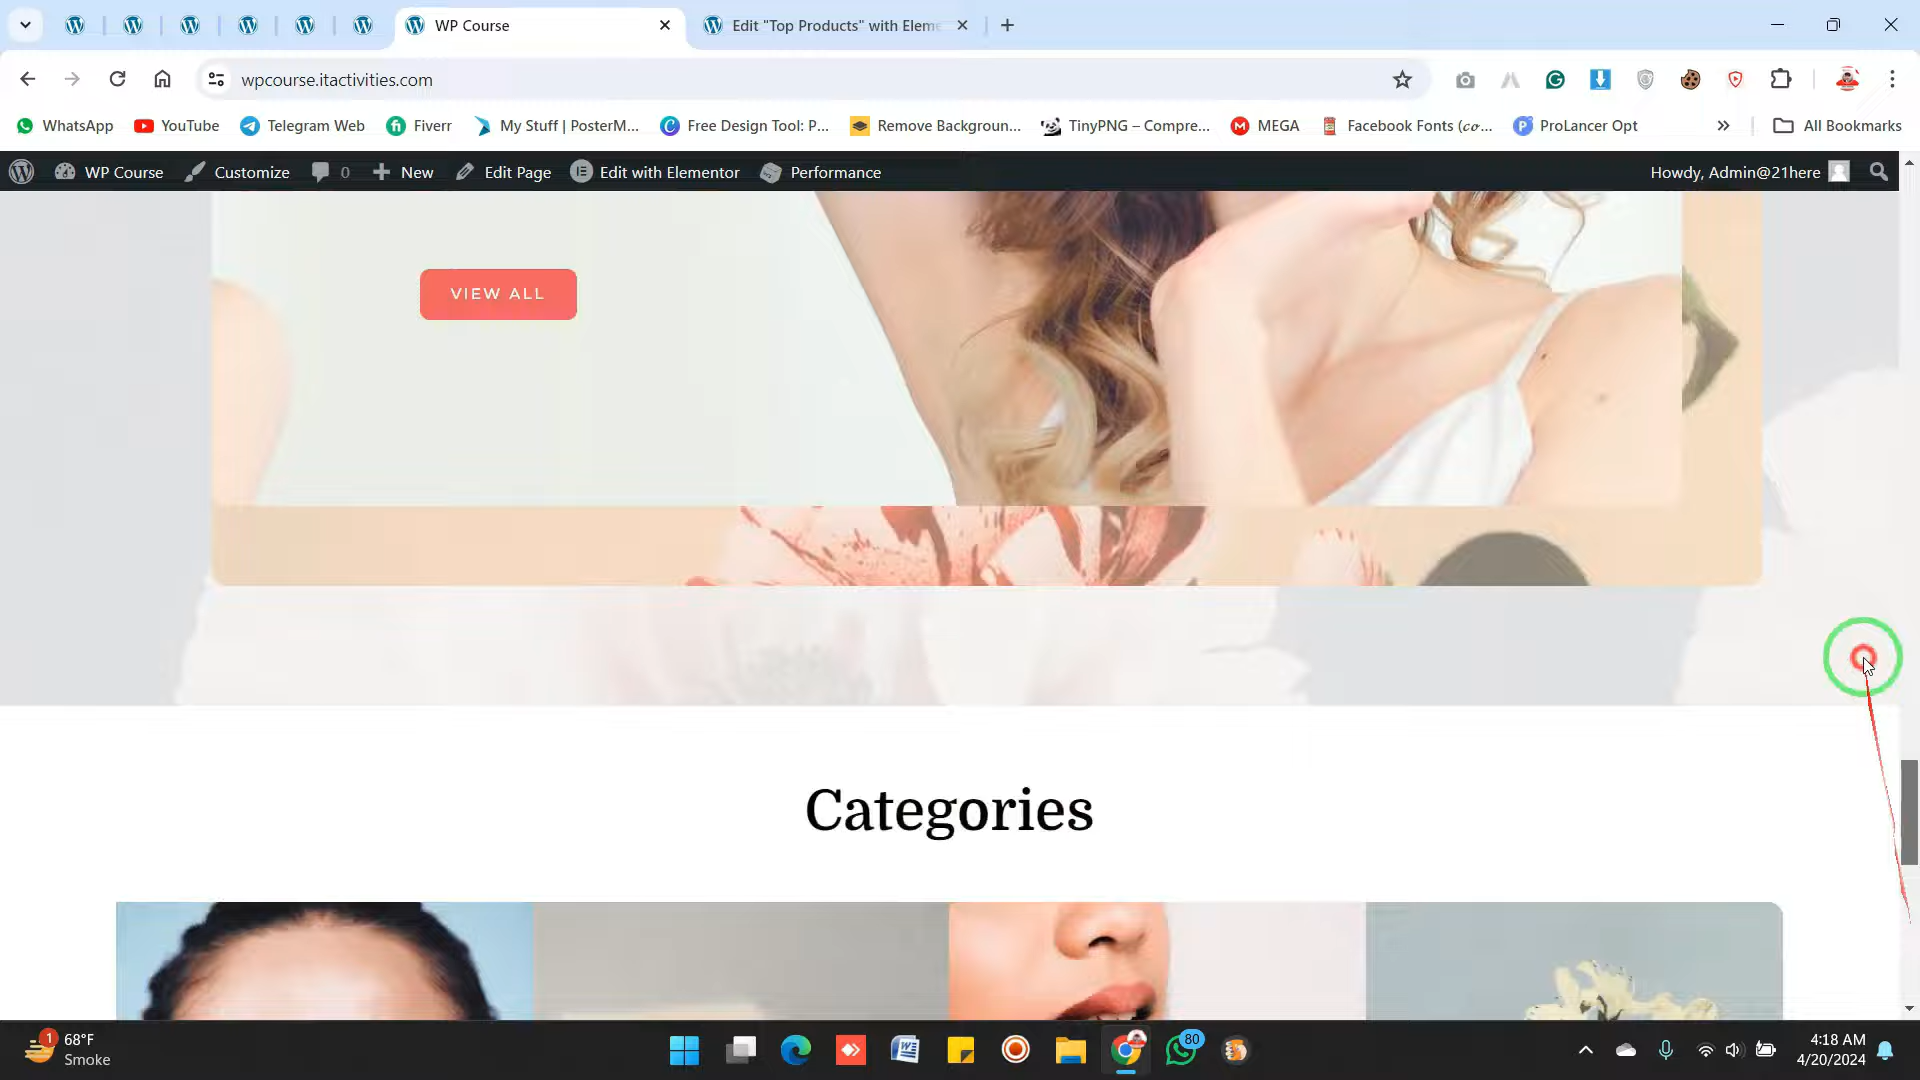 WP Course
Edit "Top Products" with Eleme
wpcourse.itactivities.com
WhatsApp
YouTube
Telegram Web
Fiverr
My Stuff | PosterM...
Free Design Tool: P...
Remove Backgroun...
TinyPNG – Compre...
MEGA
Facebook Fonts (𝓬𝓸...
ProLancer Opt
All Bookmarks
WP Course
Customize
0
New
Edit Page
Edit with Elementor
Performance
Howdy, Admin@21here
VIEW ALL
Categories
1
68°F
Smoke
80
4:18 AM
4/20/2024